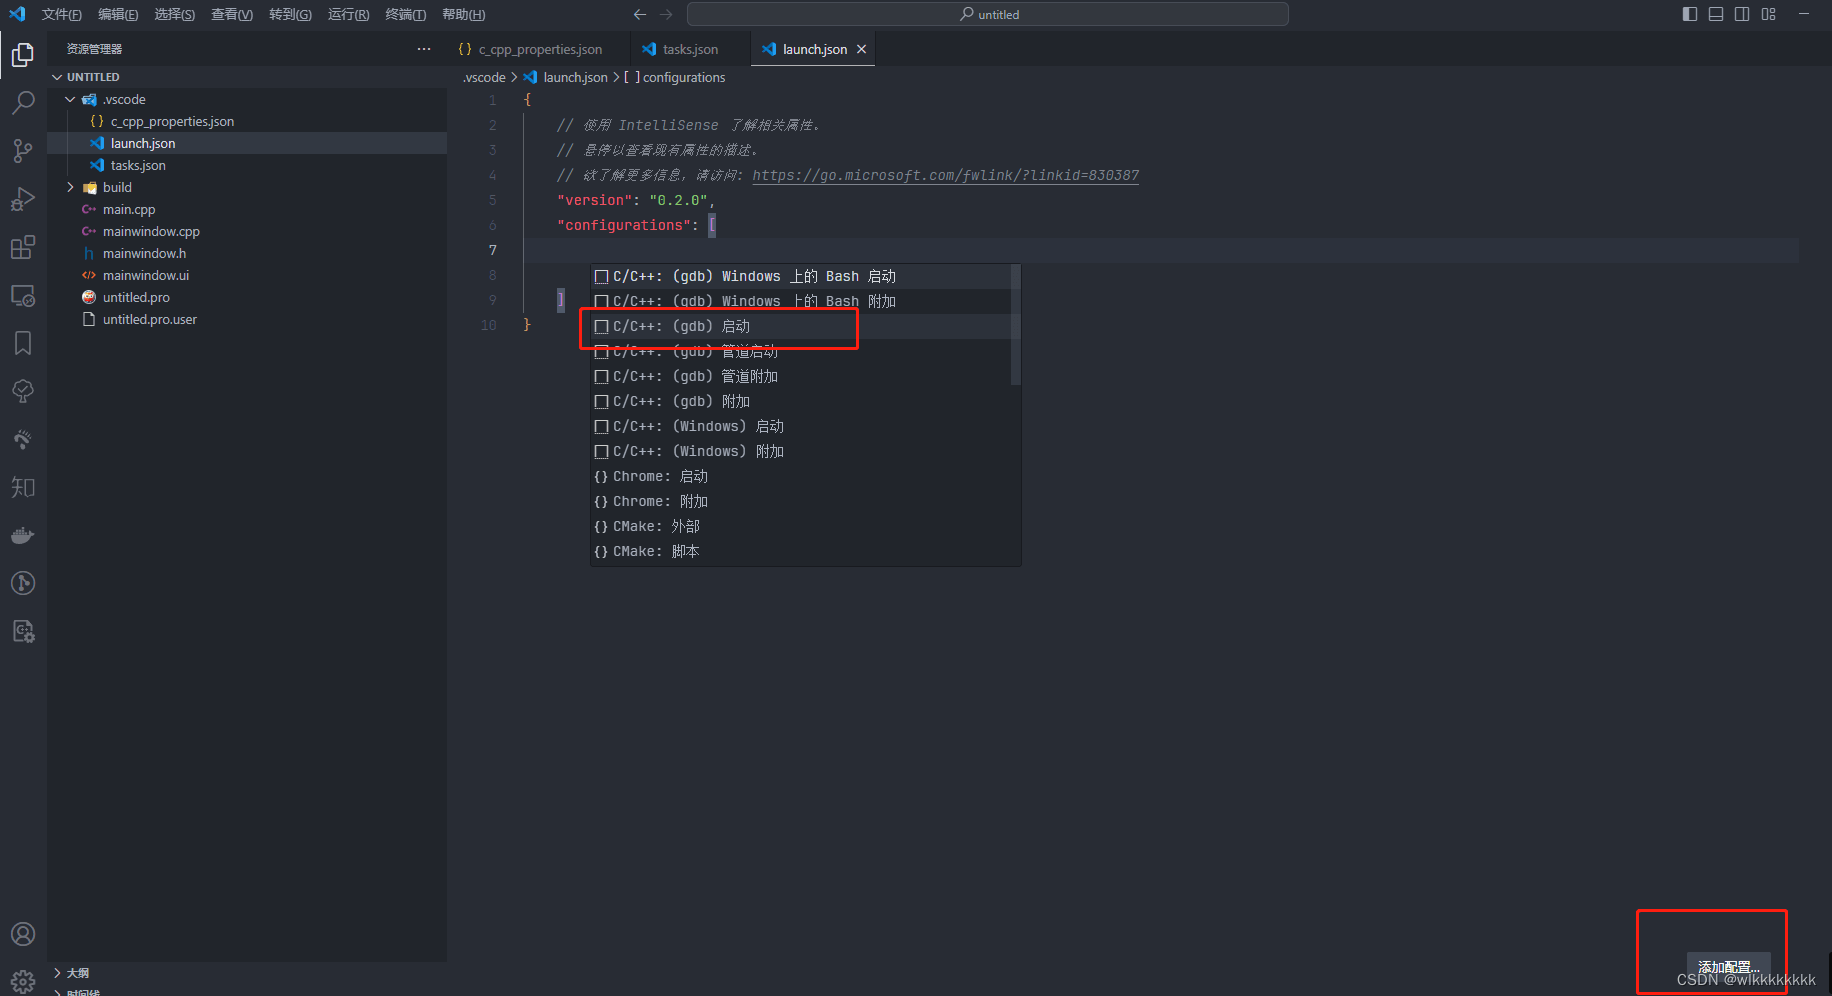 文件(F) 编辑(E) 选择(S) 查看(V) 转到(G) 运行(R) 终端(T) 帮助(H)
untitled
资源管理器
UNTITLED
.vscode
c_cpp_properties.json
launch.json
tasks.json
build
main.cpp
mainwindow.cpp
mainwindow.h
mainwindow.ui
untitled.pro
untitled.pro.user
大纲
时间线
知
c_cpp_properties.json tasks.json launch.json
.vscode > launch.json > [ ] configurations
1 {
2 // 使用 IntelliSense 了解相关属性。
3 // 悬停以查看现有属性的描述。
4 // 欲了解更多信息，请访问: https://go.microsoft.com/fwlink/?linkid=830387
5 "version": "0.2.0",
6 "configurations": [
7
8
9 ]
10 }
C/C++: (gdb) Windows 上的 Bash 启动
C/C++: (gdb) Windows 上的 Bash 附加
C/C++: (gdb) 启动
C/C++: (gdb) 管道启动
C/C++: (gdb) 管道附加
C/C++: (gdb) 附加
C/C++: (Windows) 启动
C/C++: (Windows) 附加
{} Chrome: 启动
{} Chrome: 附加
{} CMake: 外部
{} CMake: 脚本
添加配置...
CSDN @wlkkkkkkkk